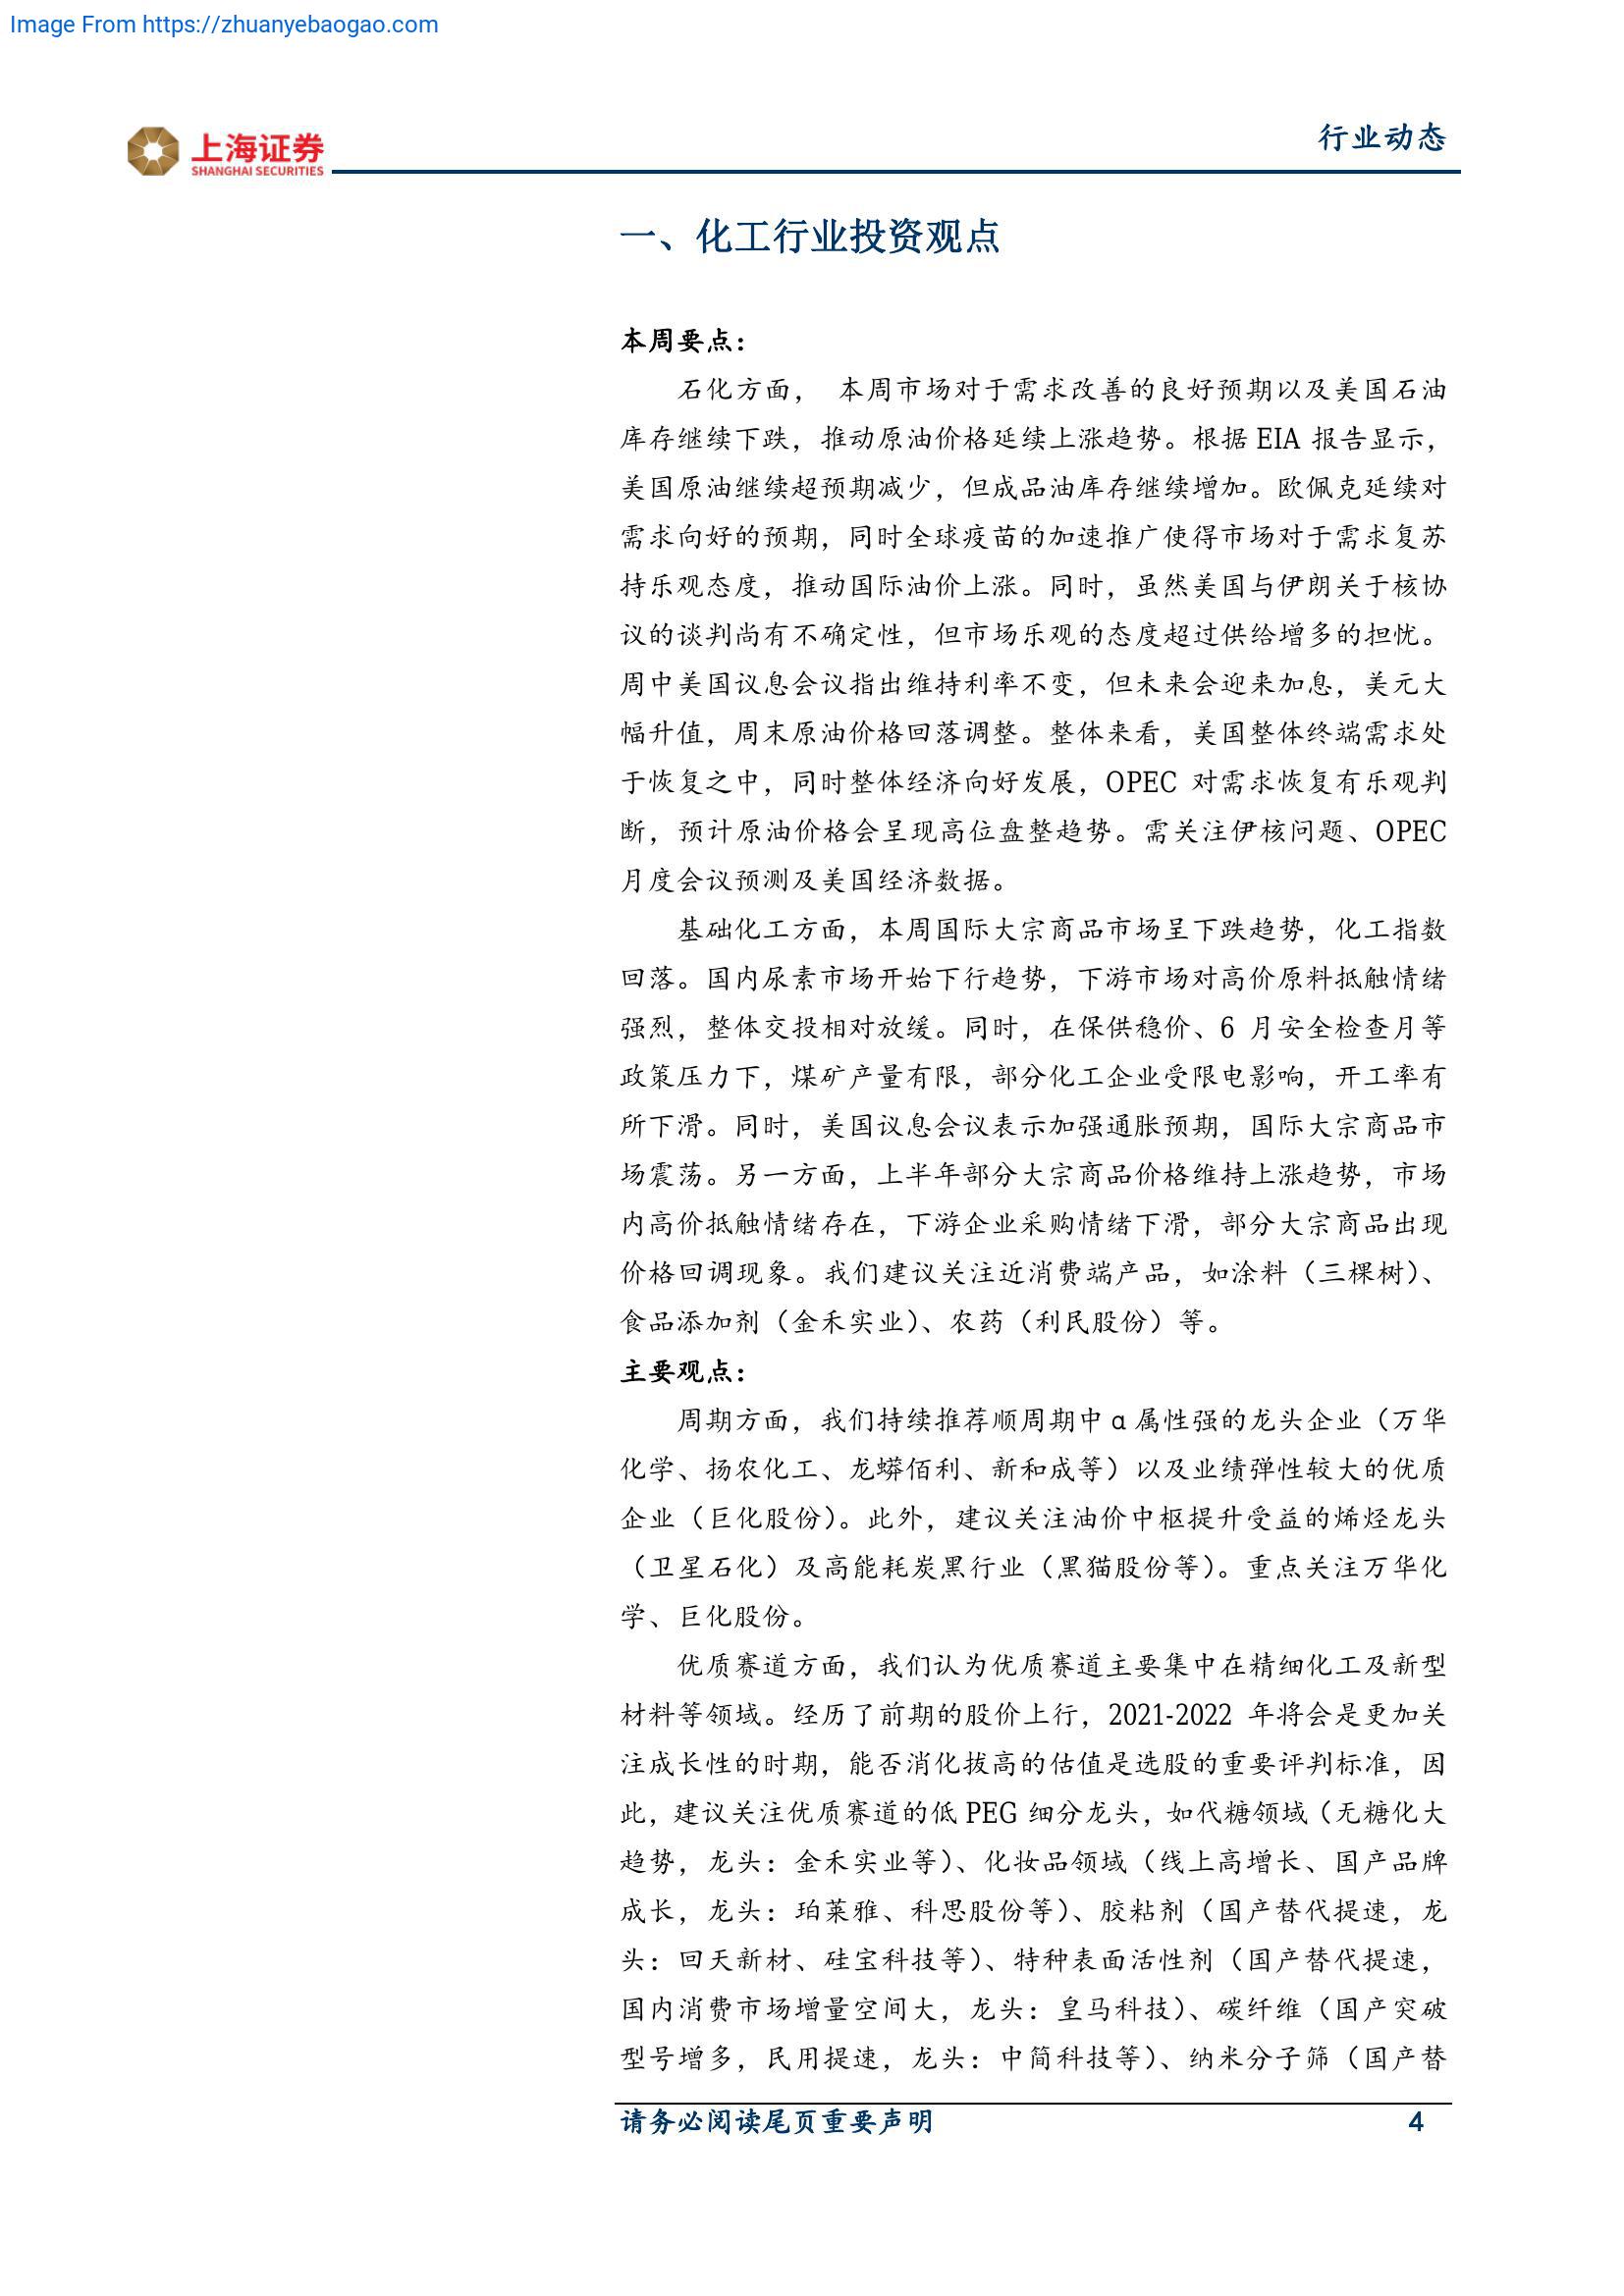 Image From https://zhuanyebaogao.com
上海证券
SHANGHAI SECURITIES
行业动态
一、化工行业投资观点
本周要点：
石化方面， 本周市场对于需求改善的良好预期以及美国石油
库存继续下跌，推动原油价格延续上涨趋势。根据 EIA 报告显示，
美国原油继续超预期减少，但成品油库存继续增加。欧佩克延续对
需求向好的预期，同时全球疫苗的加速推广使得市场对于需求复苏
持乐观态度，推动国际油价上涨。同时，虽然美国与伊朗关于核协
议的谈判尚有不确定性，但市场乐观的态度超过供给增多的担忧。
周中美国议息会议指出维持利率不变，但未来会迎来加息，美元大
幅升值，周末原油价格回落调整。整体来看，美国整体终端需求处
于恢复之中，同时整体经济向好发展，OPEC 对需求恢复有乐观判
断，预计原油价格会呈现高位盘整趋势。需关注伊核问题、OPEC
月度会议预测及美国经济数据。
基础化工方面，本周国际大宗商品市场呈下跌趋势，化工指数
回落。国内尿素市场开始下行趋势，下游市场对高价原料抵触情绪
强烈，整体交投相对放缓。同时，在保供稳价、6 月安全检查月等
政策压力下，煤矿产量有限，部分化工企业受限电影响，开工率有
所下滑。同时，美国议息会议表示加强通胀预期，国际大宗商品市
场震荡。另一方面，上半年部分大宗商品价格维持上涨趋势，市场
内高价抵触情绪存在，下游企业采购情绪下滑，部分大宗商品出现
价格回调现象。我们建议关注近消费端产品，如涂料（三棵树）、
食品添加剂（金禾实业）、农药（利民股份）等。
主要观点：
周期方面，我们持续推荐顺周期中 α 属性强的龙头企业（万华
化学、扬农化工、龙蟒佰利、新和成等）以及业绩弹性较大的优质
企业（巨化股份）。此外，建议关注油价中枢提升受益的烯烃龙头
（卫星石化）及高能耗炭黑行业（黑猫股份等）。重点关注万华化
学、巨化股份。
优质赛道方面，我们认为优质赛道主要集中在精细化工及新型
材料等领域。经历了前期的股价上行，2021-2022 年将会是更加关
注成长性的时期，能否消化拔高的估值是选股的重要评判标准，因
此，建议关注优质赛道的低 PEG 细分龙头，如代糖领域（无糖化大
趋势，龙头：金禾实业等）、化妆品领域（线上高增长、国产品牌
成长，龙头：珀莱雅、科思股份等）、胶粘剂（国产替代提速，龙
头：回天新材、硅宝科技等）、特种表面活性剂（国产替代提速，
国内消费市场增量空间大，龙头：皇马科技）、碳纤维（国产突破
型号增多，民用提速，龙头：中简科技等）、纳米分子筛（国产替
请务必阅读尾页重要声明 4